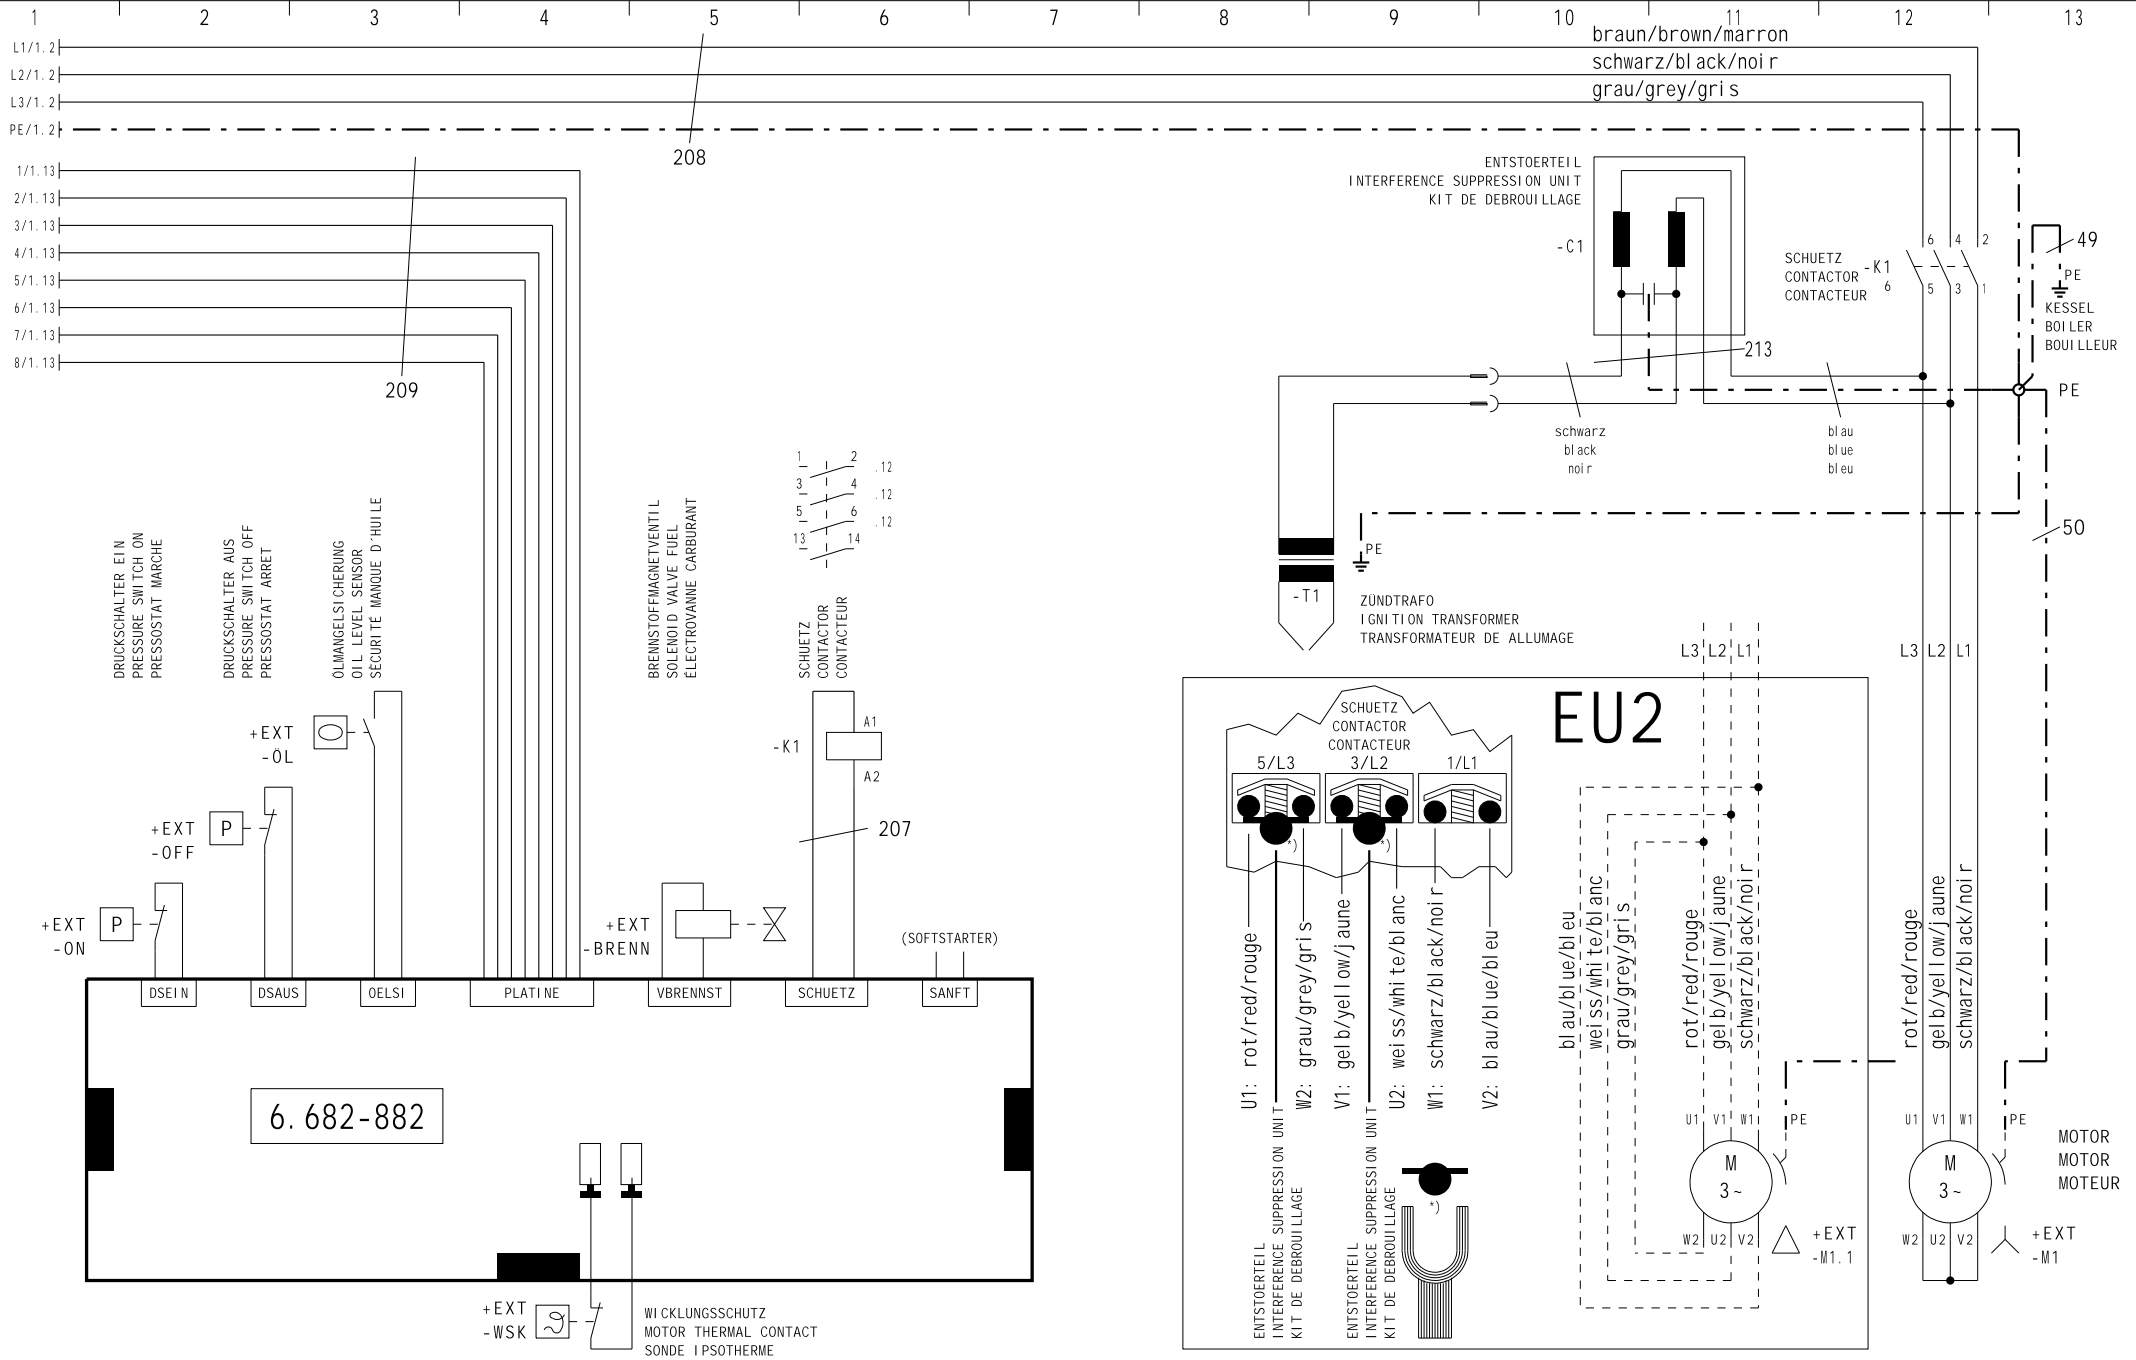 1 2 3 4 5 6 7 8 9 10 11 12 13
L1/1.2
L2/1.2
L3/1.2
PE/1.2
1/1.13
2/1.13
3/1.13
4/1.13
5/1.13
6/1.13
7/1.13
8/1.13
208
209
braun/brown/marron
schwarz/black/noir
grau/grey/gris
ENTSTOERTEIL
INTERFERENCE SUPPRESSION UNIT
KIT DE DEBROUILLAGE
-C1
213
SCHUETZ
CONTACTOR
CONTACTEUR
-K1
6
6 4 2
5 3 1
49
PE
KESSEL
BOILER
BOUILLEUR
PE
50
schwarz
black
noir
blau
blue
bleu
PE
-T1
ZÜNDTRAFO
IGNITION TRANSFORMER
TRANSFORMATEUR DE ALLUMAGE
DRUCKSCHALTER EIN
PRESSURE SWITCH ON
PRESSOSTAT MARCHE
DRUCKSCHALTER AUS
PRESSURE SWITCH OFF
PRESSOSTAT ARRET
ÖLMANGELSICHERUNG
OIL LEVEL SENSOR
SÈCURITÉ MANQUE D'HUILE
BRENNSTOFFMAGNETVENTIL
SOLENOID VALVE FUEL
ÉLECTROVANNE CARBURANT
1 2 .12
3 4 .12
5 6 .12
13 14
SCHUETZ
CONTACTOR
CONTACTEUR
+EXT
-ÖL
+EXT
-OFF
P
+EXT
-ON
P
+EXT
-BRENN
-K1
A1
A2
207
(SOFTSTARTER)
DSEIN
DSAUS
OELSI
PLATINE
VBRENNST
SCHUETZ
SANFT
6.682-882
+EXT
-WSK
WICKLUNGSSCHUTZ
MOTOR THERMAL CONTACT
SONDE IPSOTHERME
EU2
SCHUETZ
CONTACTOR
CONTACTEUR
5/L3
3/L2
1/L1
*)
*)
U1: rot/red/rouge
W2: grau/grey/gris
V1: gelb/yellow/jaune
U2: weiss/white/blanc
W1: schwarz/black/noir
V2: blau/blue/bleu
ENTSTOERTEIL
INTERFERENCE SUPPRESSION UNIT
KIT DE DEBROUILLAGE
ENTSTOERTEIL
INTERFERENCE SUPPRESSION UNIT
KIT DE DEBROUILLAGE
*)
L3 L2 L1
blau/blue/bleu
weiss/white/blanc
grau/grey/gris
rot/red/rouge
gelb/yellow/jaune
schwarz/black/noir
U1 V1 W1
PE
M
3~
W2 U2 V2
+EXT
-M1.1
L3 L2 L1
rot/red/rouge
gelb/yellow/jaune
schwarz/black/noir
U1 V1 W1
PE
M
3~
W2 U2 V2
+EXT
-M1
MOTOR
MOTOR
MOTEUR